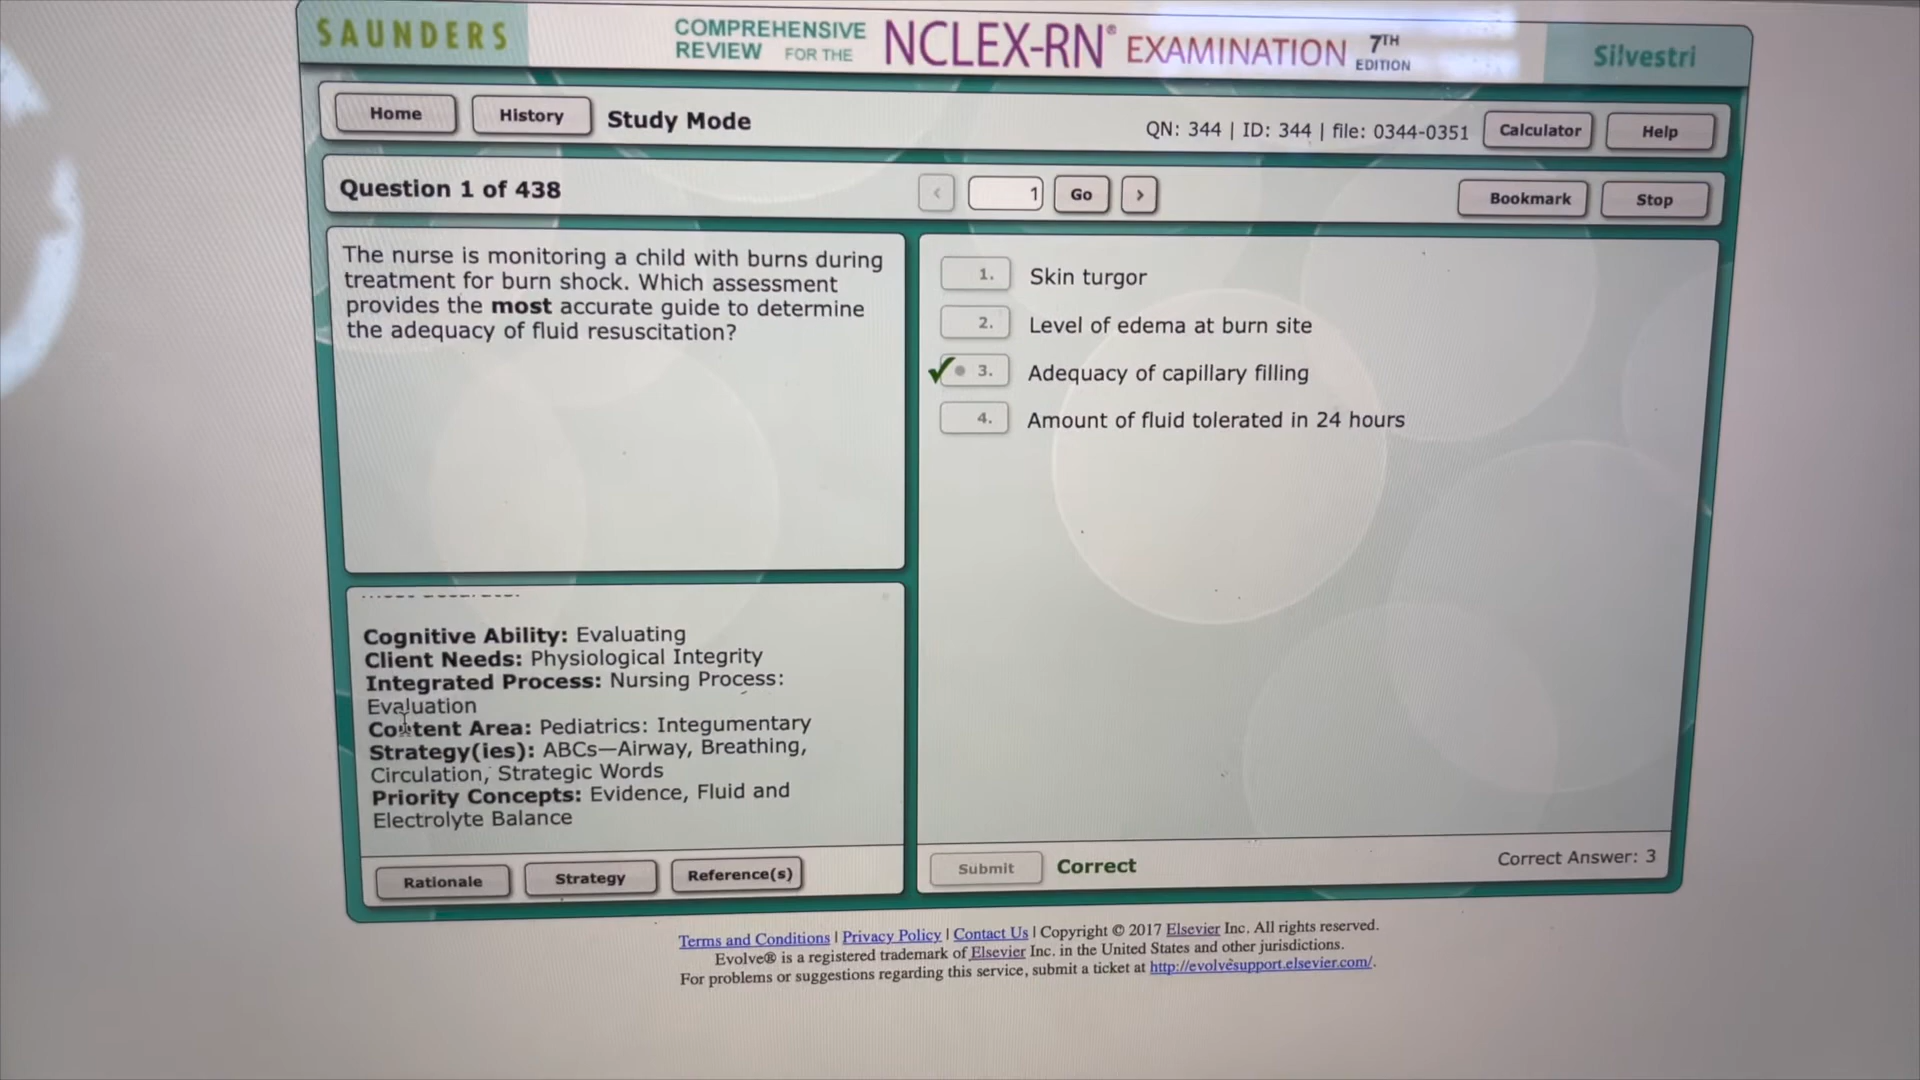 SAUNDERS
COMPREHENSIVE
REVIEW FOR THE
NCLEX-RN® EXAMINATION 7TH EDITION
Silvestri
Home
History
Study Mode
QN: 344 | ID: 344 | file: 0344-0351
Calculator
Help
Question 1 of 438
<
1
Go
>
Bookmark
Stop
The nurse is monitoring a child with burns during
treatment for burn shock. Which assessment
provides the most accurate guide to determine
the adequacy of fluid resuscitation?
1. Skin turgor
2. Level of edema at burn site
3. Adequacy of capillary filling
4. Amount of fluid tolerated in 24 hours
Cognitive Ability: Evaluating
Client Needs: Physiological Integrity
Integrated Process: Nursing Process:
Evaluation
Content Area: Pediatrics: Integumentary
Strategy(ies): ABCs—Airway, Breathing,
Circulation, Strategic Words
Priority Concepts: Evidence, Fluid and
Electrolyte Balance
Rationale
Strategy
Reference(s)
Submit
Correct
Correct Answer: 3
Terms and Conditions | Privacy Policy | Contact Us | Copyright © 2017 Elsevier Inc. All rights reserved.
Evolve® is a registered trademark of Elsevier Inc. in the United States and other jurisdictions.
For problems or suggestions regarding this service, submit a ticket at http://evolvesupport.elsevier.com/.